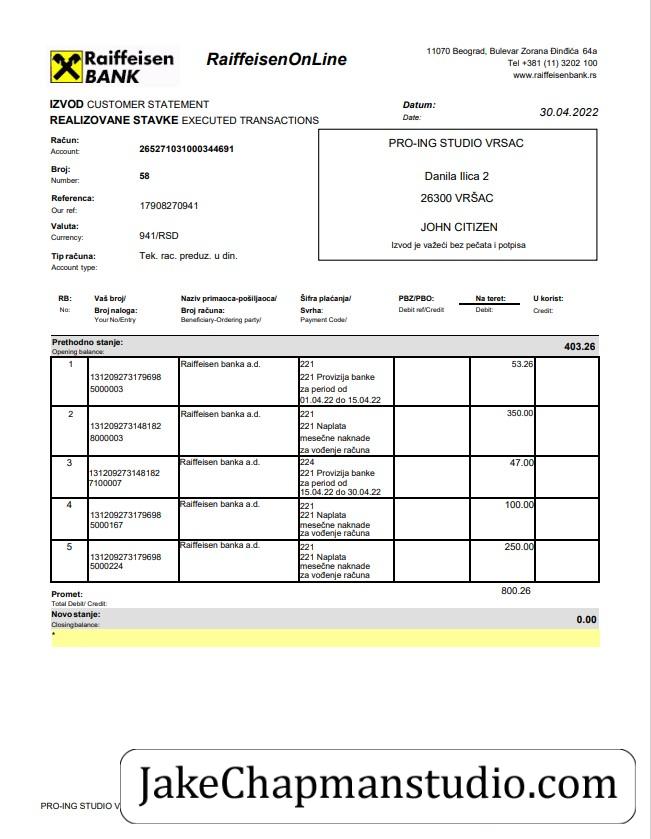 Raiffeisen
BANK
RaiffeisenOnLine
11070 Beograd, Bulevar Zorana Đinđića 64a
Tel +381 (11) 3202 100
www.raiffeisenbank.rs
IZVOD CUSTOMER STATEMENT
REALIZOVANE STAVKE EXECUTED TRANSACTIONS
Datum:
Date:
30.04.2022
Račun:
Account:
265271031000344691
Broj:
Number:
58
Referenca:
Our ref:
17908270941
Valuta:
Currency:
941/RSD
Tip računa:
Account type:
Tek. rac. preduz. u din.
PRO-ING STUDIO VRSAC
Danila Ilica 2
26300 VRŠAC
JOHN CITIZEN
Izvod je važeći bez pečata i potpisa
RB:
No:
Vaš broj/
Broj naloga:
Your No/Entry
Naziv primaoca-pošiljaoca/
Broj računa:
Beneficiary-Ordering party/
Šifra plaćanja/
Svrha:
Payment Code/
PBZ/PBO:
Debit ref/Credit
Na teret:
Debit:
U korist:
Credit:
Prethodno stanje:
Opening balance:
403.26
1
131209273179698
5000003
Raiffeisen banka a.d.
221
221 Provizija banke
za period od
01.04.22 do 15.04.22
53.26
2
131209273148182
8000003
Raiffeisen banka a.d.
221
221 Naplata
mesečne naknade
za vođenje računa
350.00
3
131209273148182
7100007
Raiffeisen banka a.d.
224
221 Provizija banke
za period od
15.04.22 do 30.04.22
47.00
4
131209273179698
5000167
Raiffeisen banka a.d.
221
221 Naplata
mesečne naknade
za vođenje računa
100.00
5
131209273179698
5000224
Raiffeisen banka a.d.
221
221 Naplata
mesečne naknade
za vođenje računa
250.00
Promet:
Total Debit/ Credit:
800.26
Novo stanje:
Closingbalance:
0.00
*
JakeChapmanstudio.com
PRO-ING STUDIO V